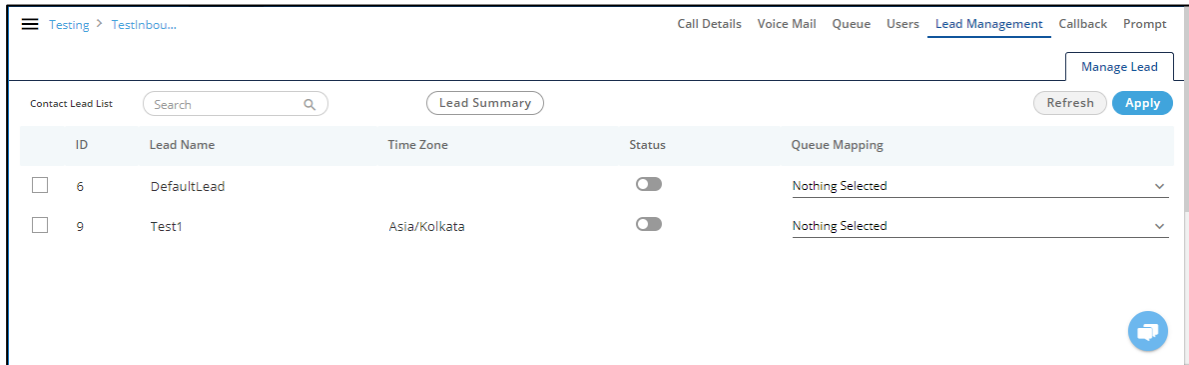 Testing > TestInbou... Call Details Voice Mail Queue Users Lead Management Callback Prompt
Manage Lead
Contact Lead List Search Lead Summary Refresh Apply
ID Lead Name Time Zone Status Queue Mapping
6 DefaultLead Nothing Selected
9 Test1 Asia/Kolkata Nothing Selected